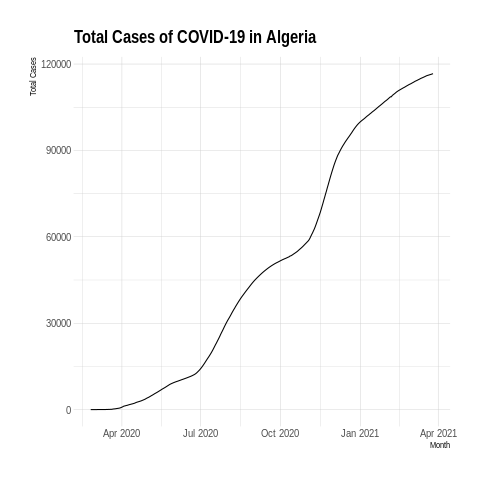 Total Cases of COVID-19 in Algeria
Total Cases
120000
90000
60000
30000
0
Apr 2020 Jul 2020 Oct 2020 Jan 2021 Apr 2021
Month